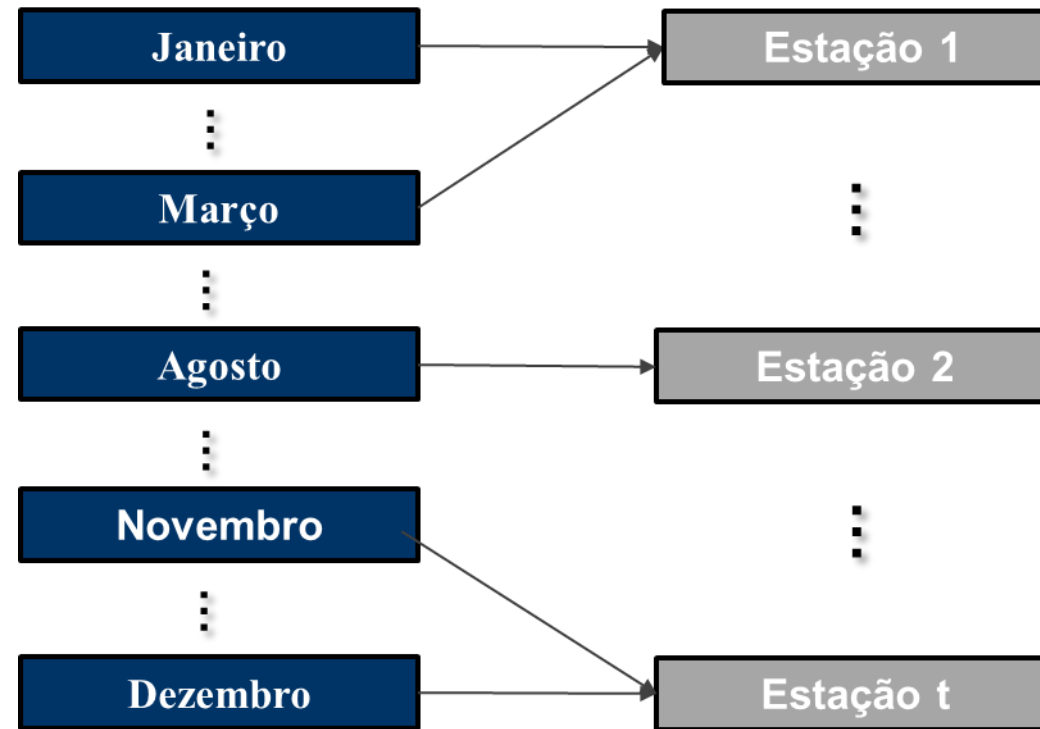 Janeiro
Estação 1
Março
Agosto
Estação 2
Novembro
Dezembro
Estação t